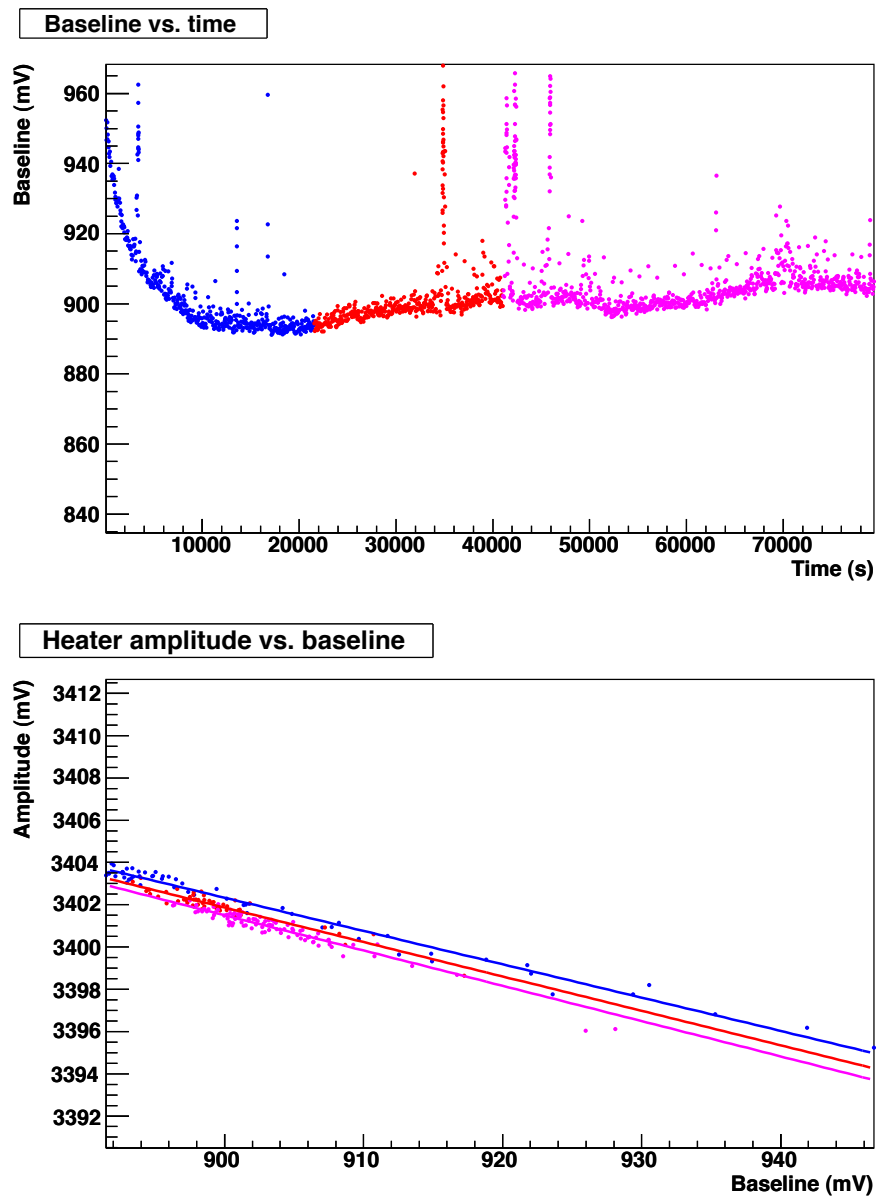 Baseline vs. time
Baseline (mV)
960
940
920
900
880
860
840
10000 20000 30000 40000 50000 60000 70000
Time (s)
Heater amplitude vs. baseline
Amplitude (mV)
3412
3410
3408
3406
3404
3402
3400
3398
3396
3394
3392
900 910 920 930 940
Baseline (mV)